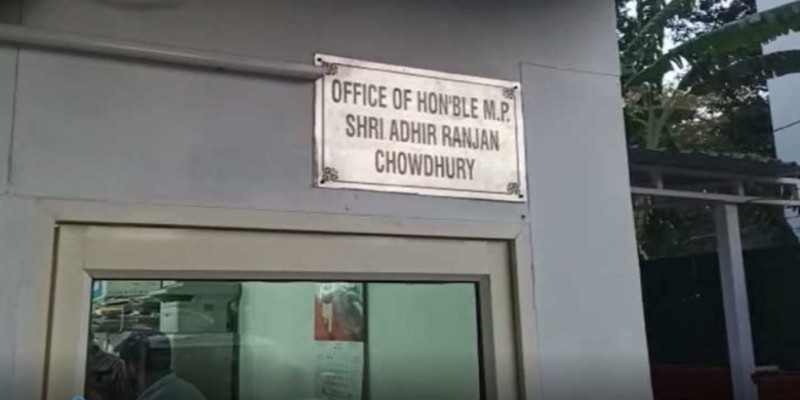 OFFICE OF HON'BLE M.P.
SHRI ADHIR RANJAN
CHOWDHURY